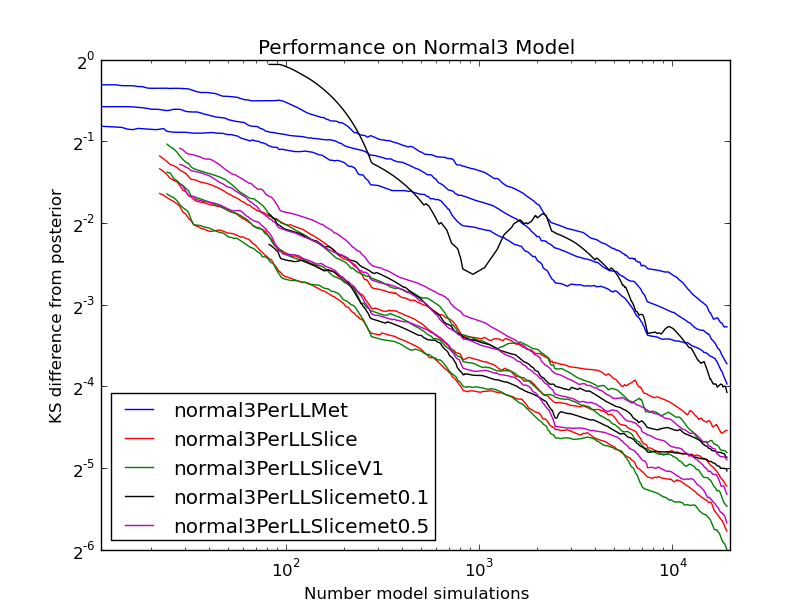 Performance on Normal3 Model
KS difference from posterior
2^0
2^-1
2^-2
2^-3
2^-4
2^-5
2^-6
normal3PerLLMet
normal3PerLLSlice
normal3PerLLSliceV1
normal3PerLLSlicemet0.1
normal3PerLLSlicemet0.5
10^2
10^3
10^4
Number model simulations